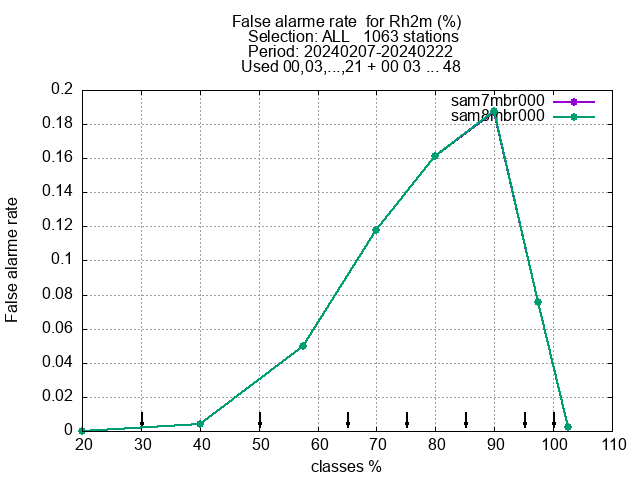 False alarme rate  for Rh2m (%)
Selection: ALL   1063 stations
Period: 20240207-20240222
Used 00,03,...,21 + 00 03 ... 48
sam7mbr000
sam8mbr000
False alarme rate
0.2
0.18
0.16
0.14
0.12
0.1
0.08
0.06
0.04
0.02
0
20 30 40 50 60 70 80 90 100 110
classes %